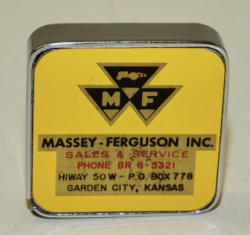 M F
MASSEY-FERGUSON INC.
SALES & SERVICE
PHONE BR 6-5321
HIWAY 50 W - P.O. BOX 778
GARDEN CITY, KANSAS